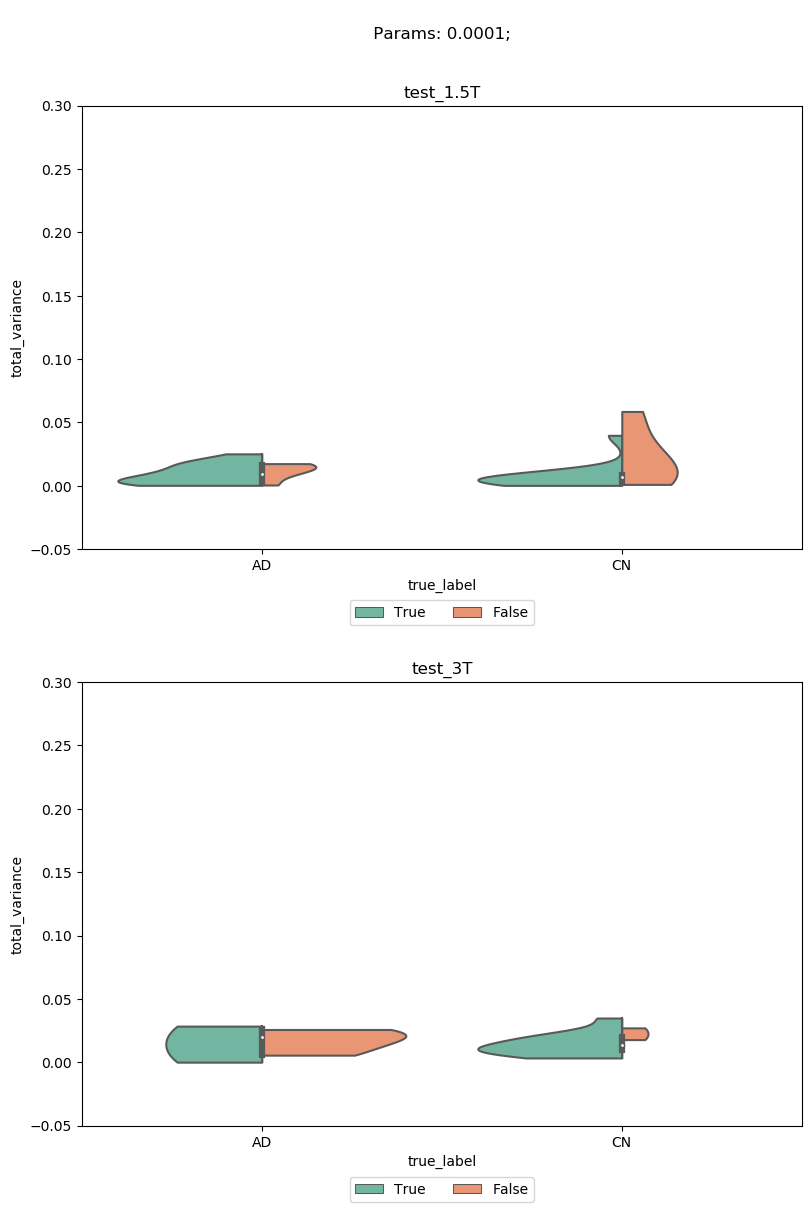 Params: 0.0001;
test_1.5T
0.30
0.25
0.20
0.15
0.10
0.05
0.00
−0.05
total_variance
AD CN
true_label
True False
test_3T
0.30
0.25
0.20
0.15
0.10
0.05
0.00
−0.05
total_variance
AD CN
true_label
True False